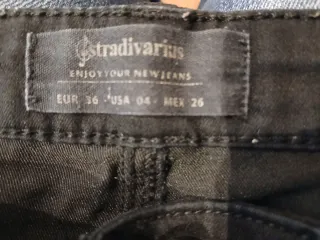 stradivarius
ENJOY YOUR NEW JEANS
EUR 36 · USA 04 · MEX 26